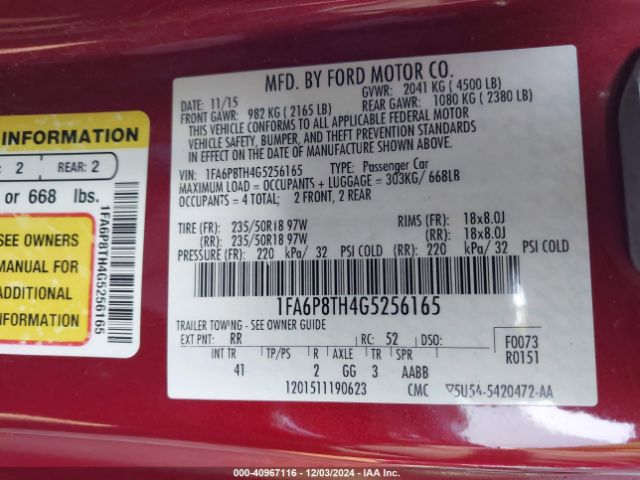 INFORMATION
: 2 REAR: 2
or 668 lbs.
SEE OWNERS
MANUAL FOR
ADDITIONAL
INFORMATION
1FA6P8TH4G5256165
MFD. BY FORD MOTOR CO.
DATE: 11/15 GVWR: 2041 KG ( 4500 LB)
FRONT GAWR: 982 KG ( 2165 LB) REAR GAWR: 1080 KG ( 2380 LB)
THIS VEHICLE CONFORMS TO ALL APPLICABLE FEDERAL MOTOR
VEHICLE SAFETY, BUMPER, AND THEFT PREVENTION STANDARDS
IN EFFECT ON THE DATE OF MANUFACTURE SHOWN ABOVE.
VIN: 1FA6P8TH4G5256165 TYPE: Passenger Car
MAXIMUM LOAD = OCCUPANTS + LUGGAGE = 303KG/ 668LB
OCCUPANTS = 4 TOTAL: 2 FRONT, 2 REAR
TIRE (FR): 235/50R18 97W RIMS (FR): 18x8.0J
(RR): 235/50R18 97W (RR): 18x8.0J
PRESSURE (FR): 220 kPa/ 32 PSI COLD (RR): 220 kPa/ 32 PSI COLD
1FA6P8TH4G5256165
TRAILER TOWING - SEE OWNER GUIDE
EXT PNT: RR RC: 52 DSO: F0073
R0151
INT TR TP/PS R AXLE TR SPR
41 2 GG 3 AABB
1201511190623 CMC 5U54-5420472-AA
00-40967116 - 12/03/2024 - IAA Inc.